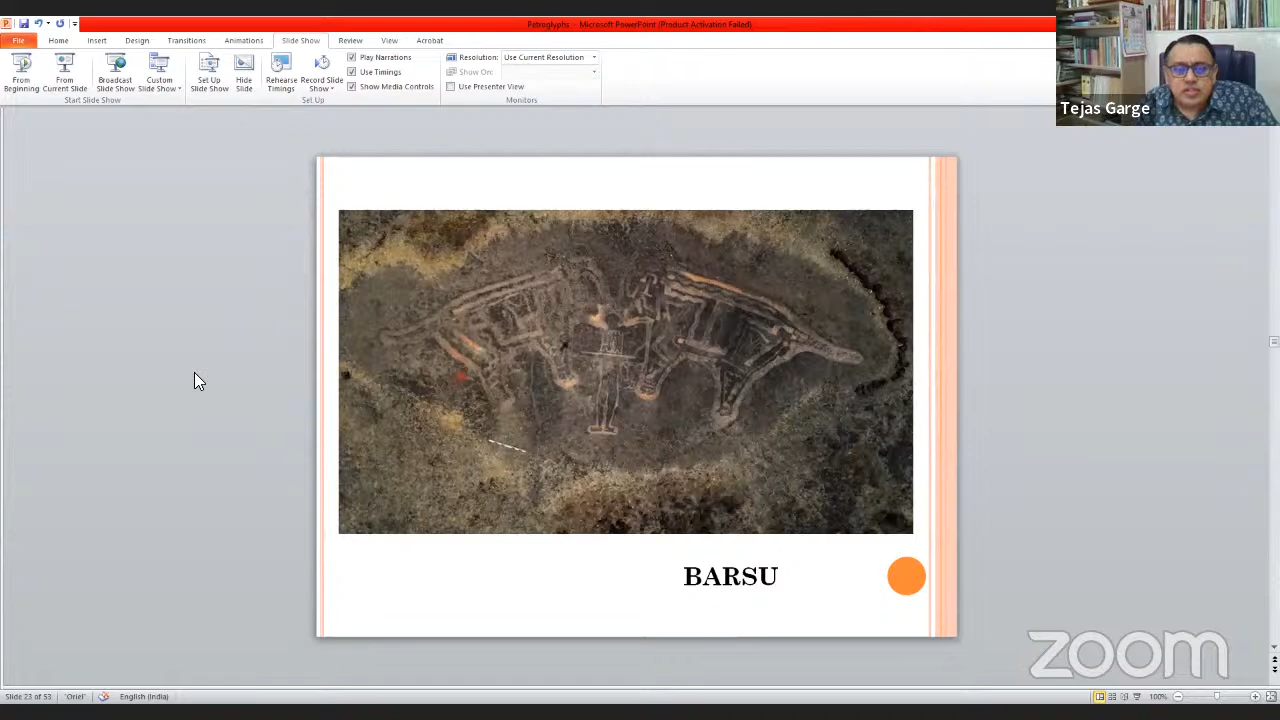 Petroglyphs - Microsoft PowerPoint (Product Activation Failed)
File Home Insert Design Transitions Animations Slide Show Review View Acrobat
From Beginning
From Current Slide
Broadcast Slide Show
Custom Slide Show
Start Slide Show
Set Up Slide Show
Hide Slide
Rehearse Timings
Record Slide Show
Play Narrations
Use Timings
Show Media Controls
Set Up
Resolution: Use Current Resolution
Show On:
Use Presenter View
Monitors
Tejas Garge
BARSU
zoom
Slide 23 of 53 "Oriel" English (India) 100%